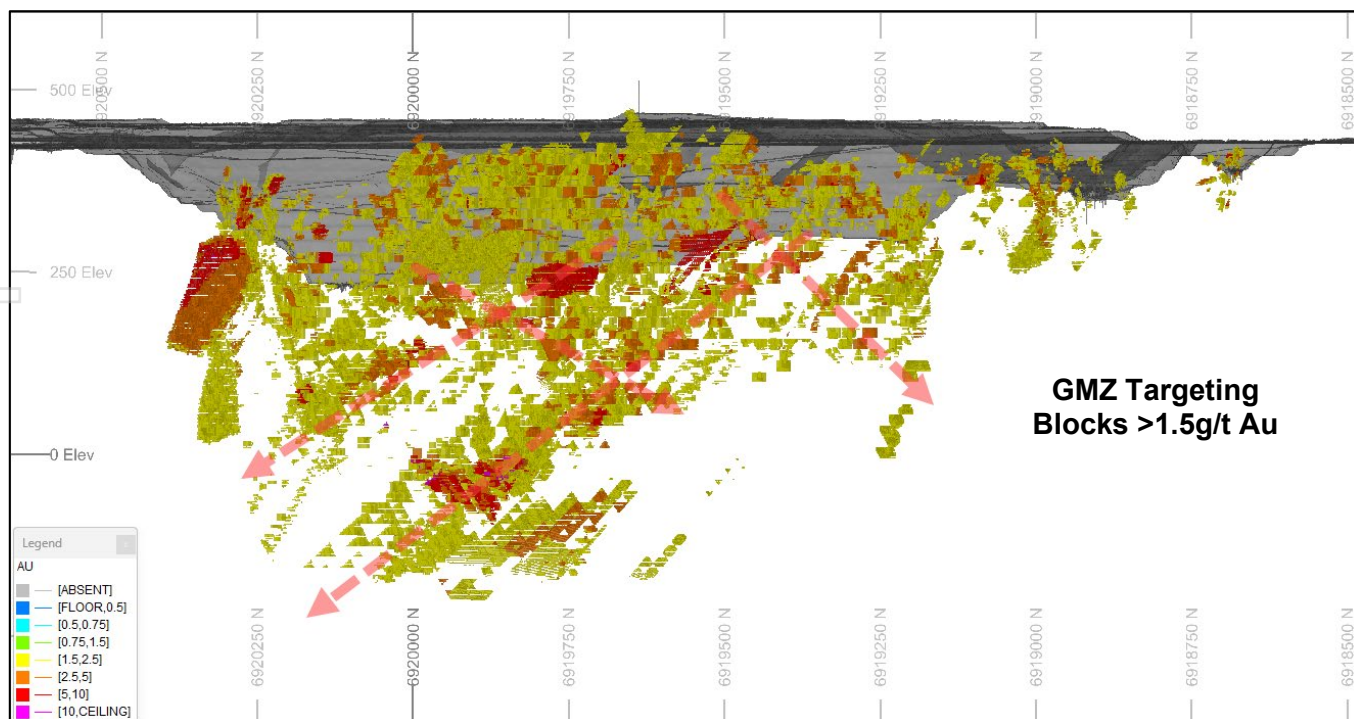 6920500 N
6920250 N
6920000 N
6919750 N
6919500 N
6919250 N
6919000 N
6918750 N
6918500 N
500 Elev
250 Elev
0 Elev
GMZ Targeting
Blocks >1.5g/t Au
Legend
AU
[ABSENT]
[FLOOR,0.5]
[0.5,0.75]
[0.75,1.5]
[1.5,2.5]
[2.5,5]
[5,10]
[10,CEILING]
6920250 N
6920000 N
6919750 N
6919500 N
6919250 N
6919000 N
6918750 N
6918500 N